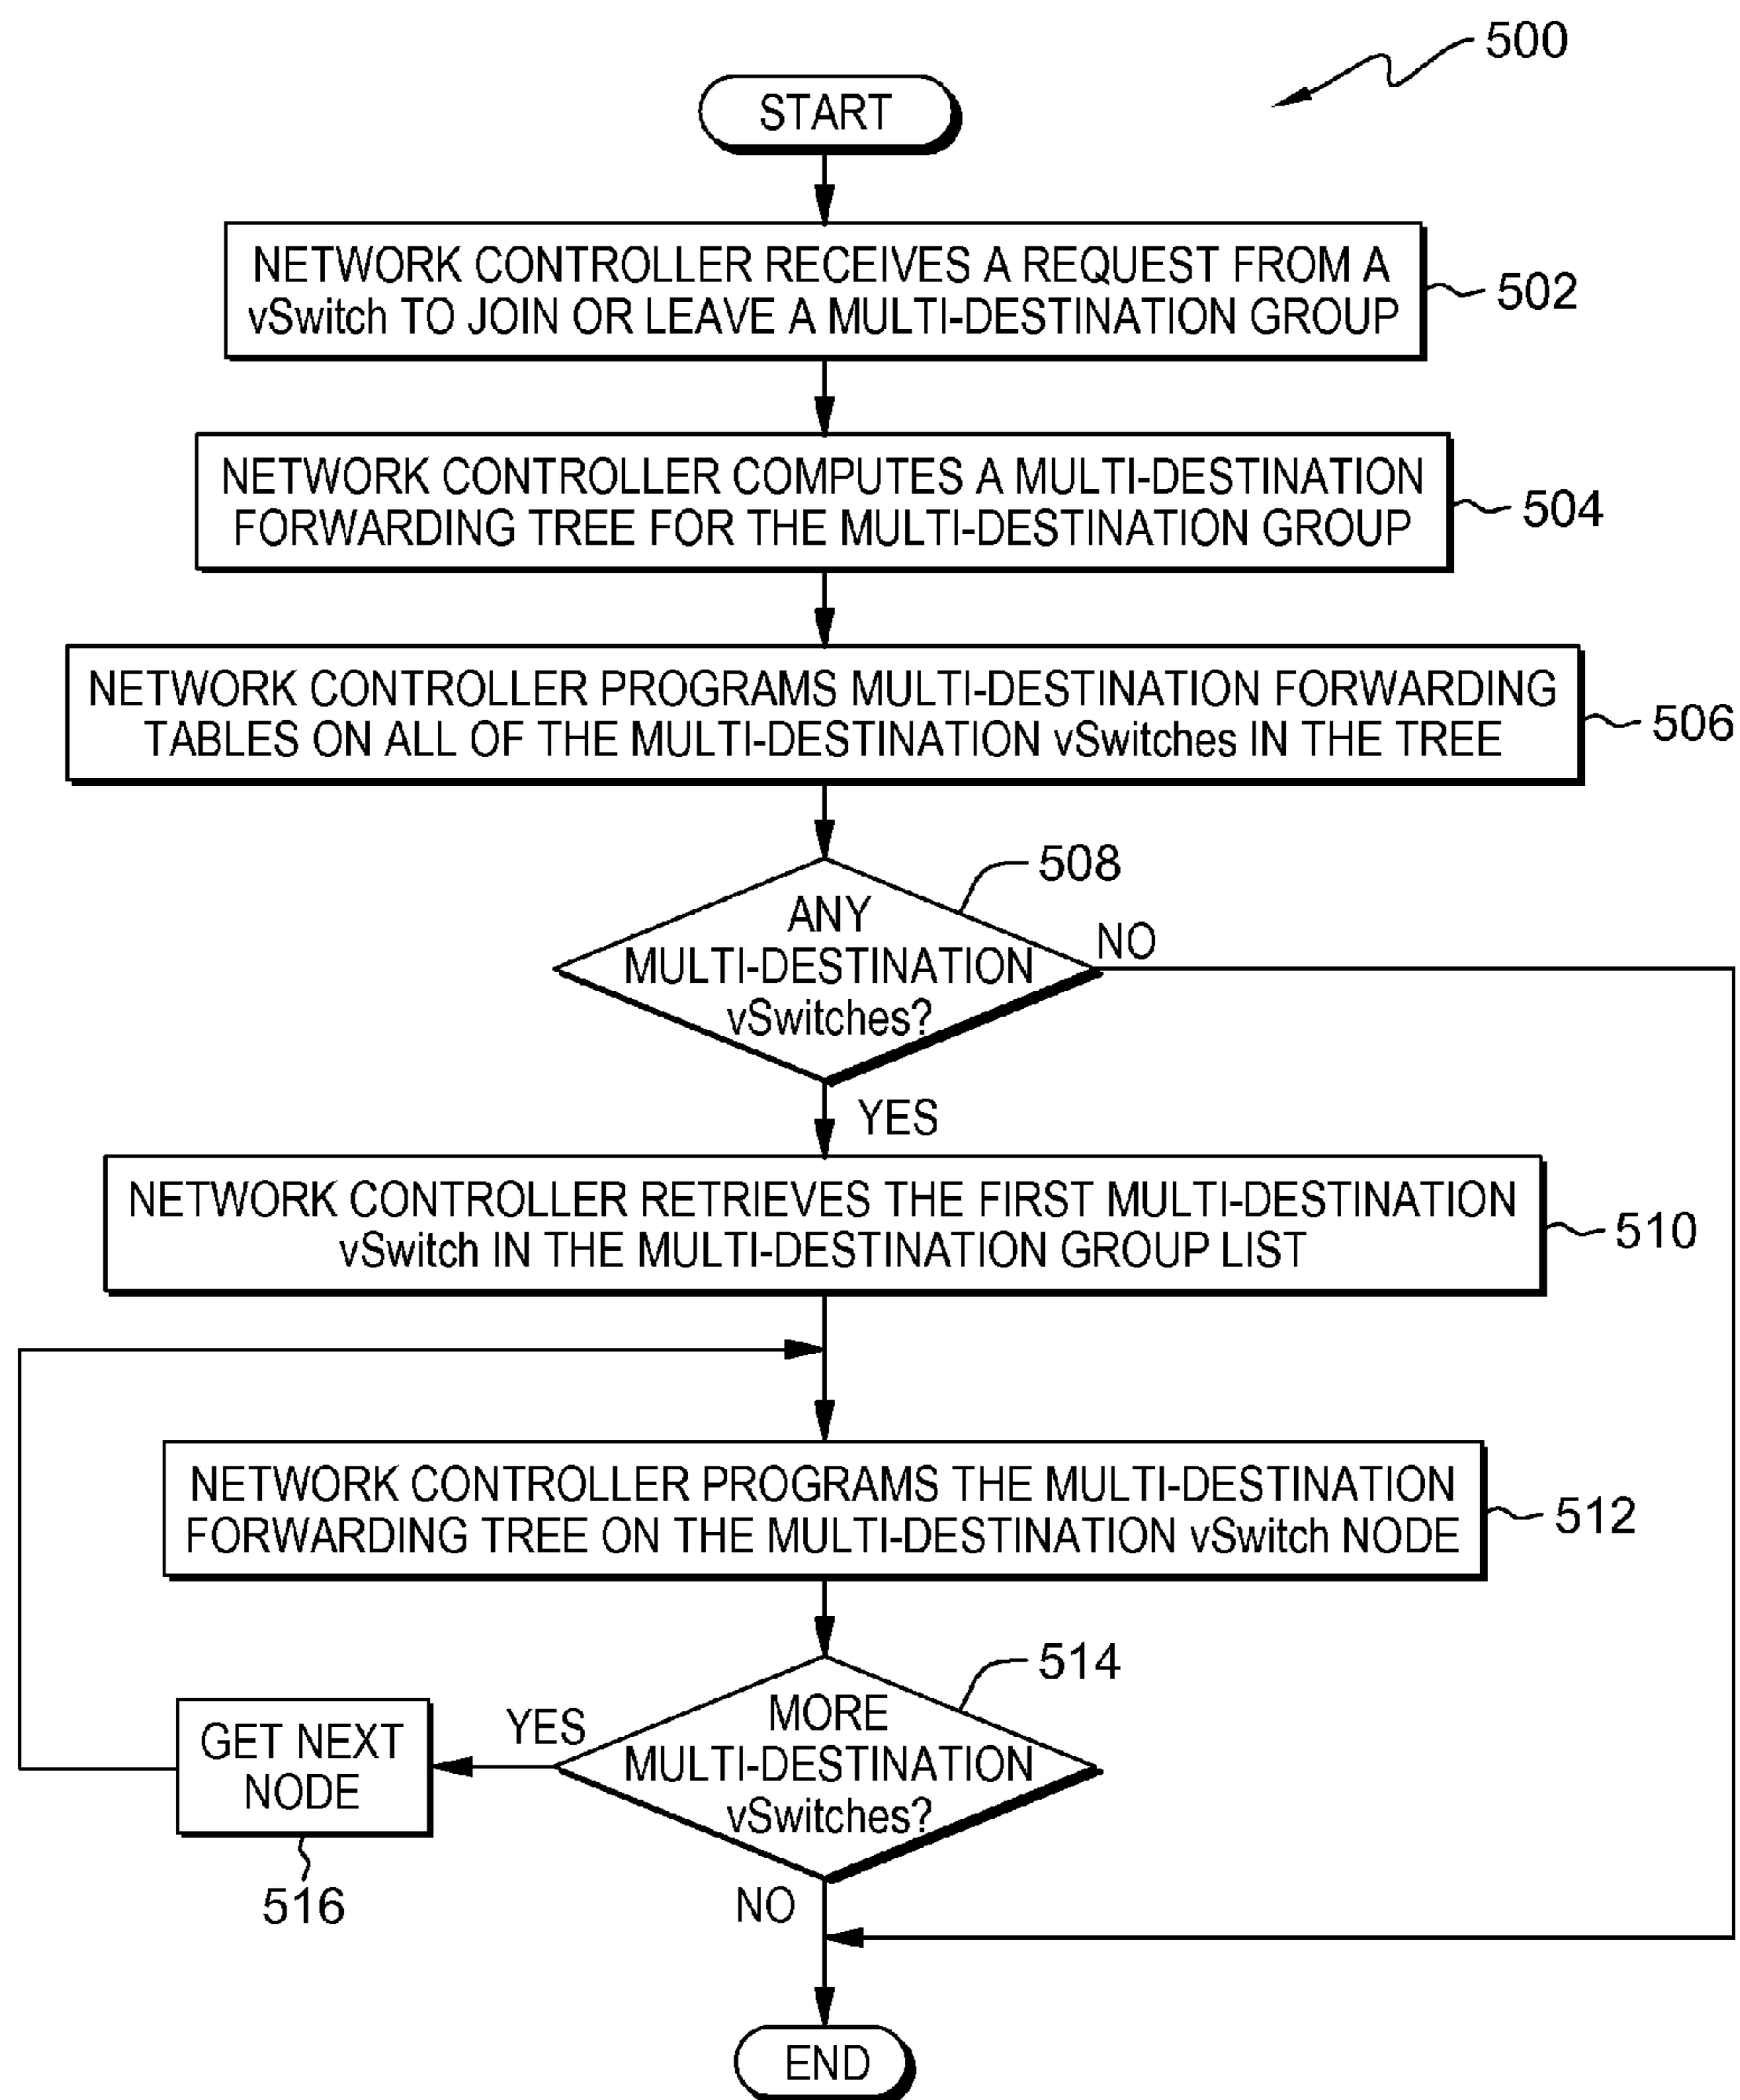 500
START
NETWORK CONTROLLER RECEIVES A REQUEST FROM A
vSwitch TO JOIN OR LEAVE A MULTI-DESTINATION GROUP
502
NETWORK CONTROLLER COMPUTES A MULTI-DESTINATION
FORWARDING TREE FOR THE MULTI-DESTINATION GROUP
504
NETWORK CONTROLLER PROGRAMS MULTI-DESTINATION FORWARDING
TABLES ON ALL OF THE MULTI-DESTINATION vSwitches IN THE TREE
506
508
ANY
MULTI-DESTINATION
vSwitches?
NO
YES
NETWORK CONTROLLER RETRIEVES THE FIRST MULTI-DESTINATION
vSwitch IN THE MULTI-DESTINATION GROUP LIST
510
NETWORK CONTROLLER PROGRAMS THE MULTI-DESTINATION
FORWARDING TREE ON THE MULTI-DESTINATION vSwitch NODE
512
514
MORE
MULTI-DESTINATION
vSwitches?
YES
GET NEXT
NODE
516
NO
END